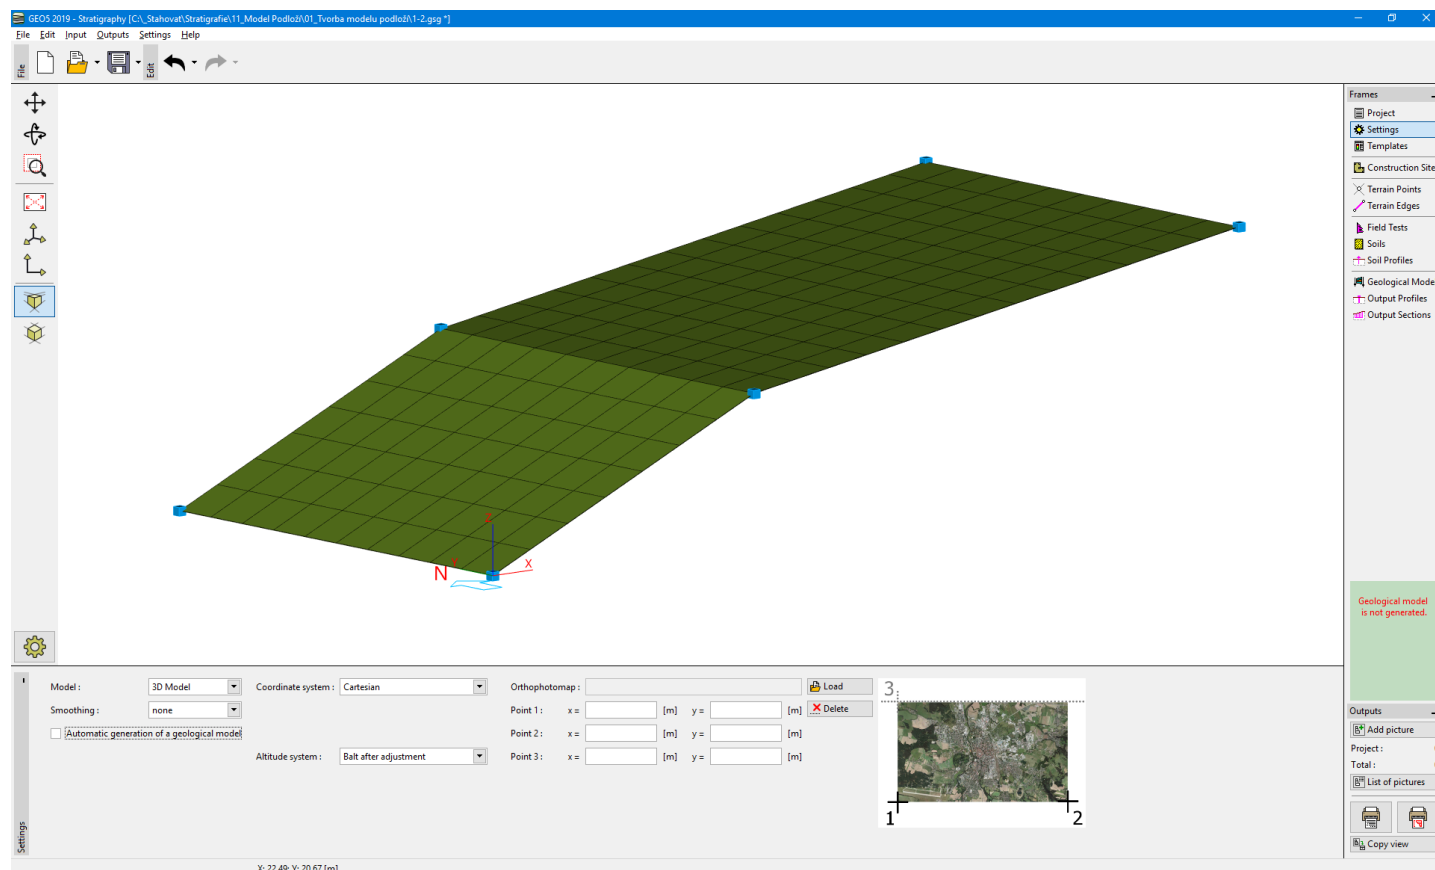 GEO5 2019 - Stratigraphy [C:\_Stahovat\Stratigrafie\11_Model Podloží\01_Tvorba modelu podloží\1-2.gsg *]
File Edit Input Outputs Settings Help
File
Edit
Frames
Project
Settings
Templates
Construction Site
Terrain Points
Terrain Edges
Field Tests
Soils
Soil Profiles
Geological Mode
Output Profiles
Output Sections
Z
Y
X
N
Geological model
is not generated.
Settings
Model : 3D Model Coordinate system : Cartesian Orthophotomap : Load
Smoothing : none Point 1 : x = [m] y = [m] Delete
Automatic generation of a geological model Point 2 : x = [m] y = [m]
Altitude system : Balt after adjustment Point 3 : x = [m] y = [m]
3
1
2
Outputs
Add picture
Project :
Total :
List of pictures
Copy view
X: 22,49; Y: 20,67 [m]